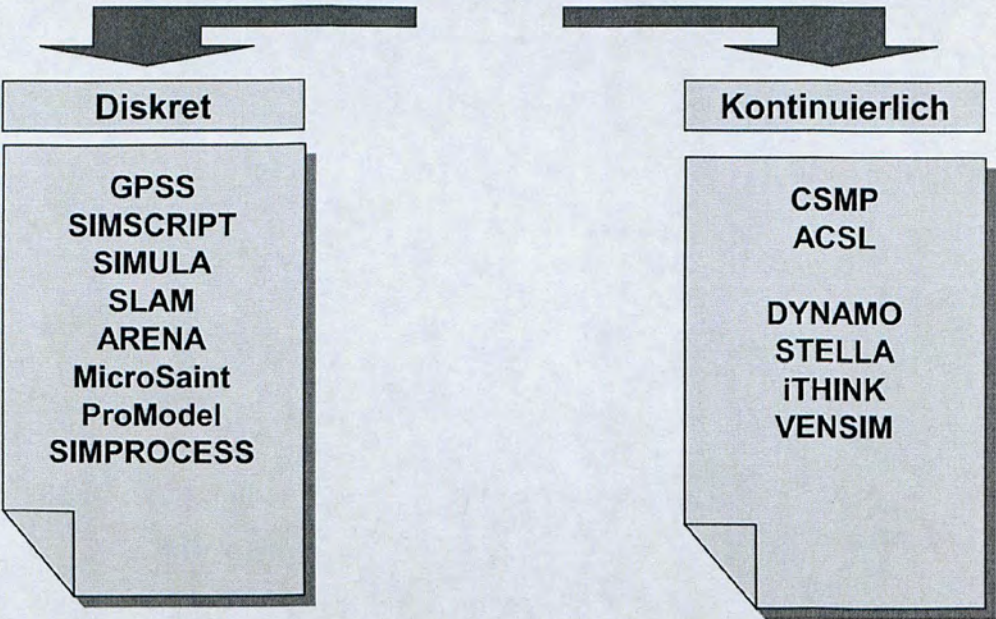 Diskret
GPSS
SIMSCRIPT
SIMULA
SLAM
ARENA
MicroSaint
ProModel
SIMPROCESS
Kontinuierlich
CSMP
ACSL
DYNAMO
STELLA
iTHINK
VENSIM